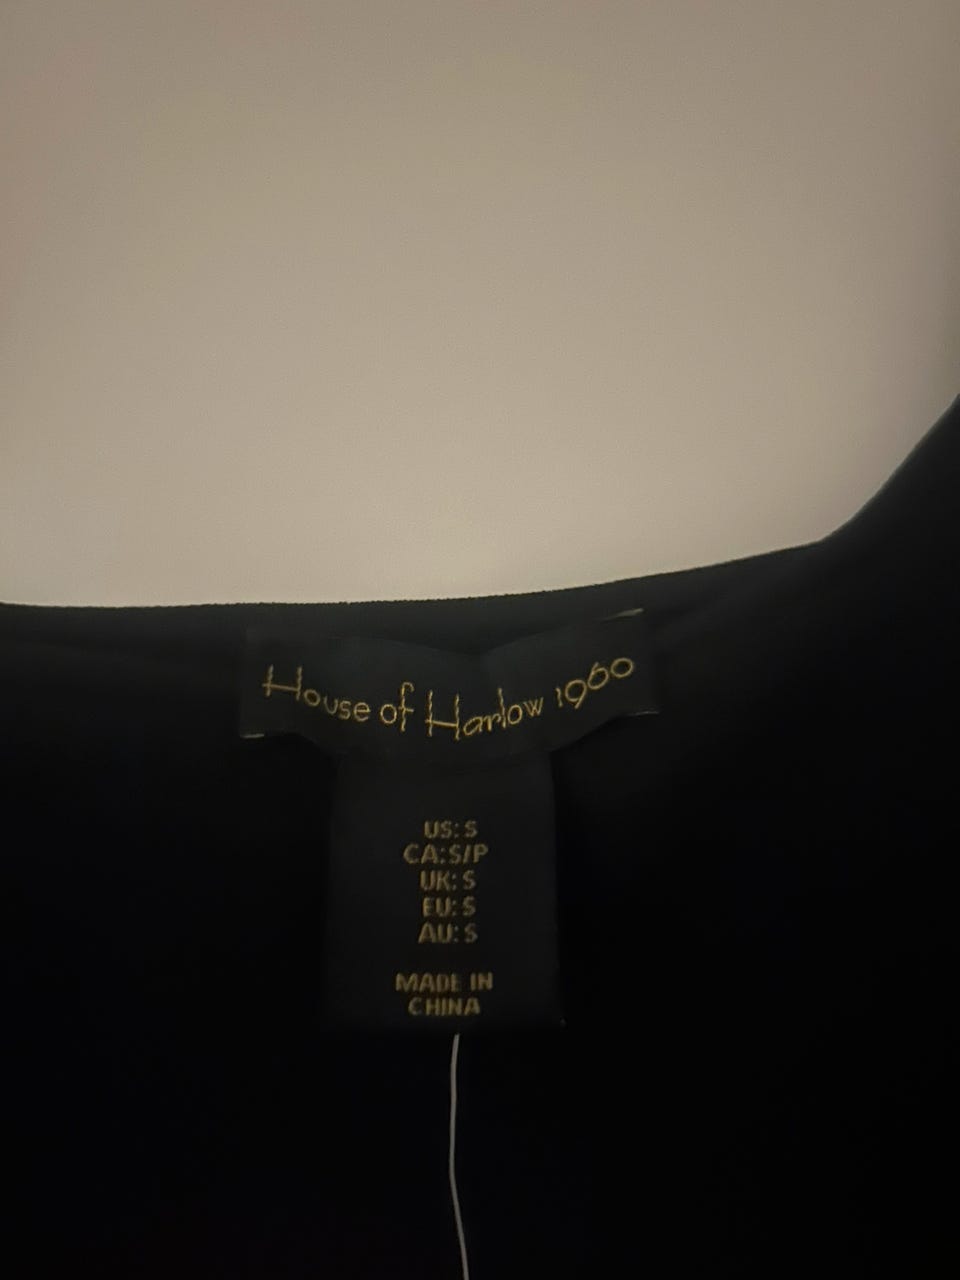 House of Harlow 1960
US: S
CA: S/P
UK: S
EU: S
AU: S
MADE IN
CHINA